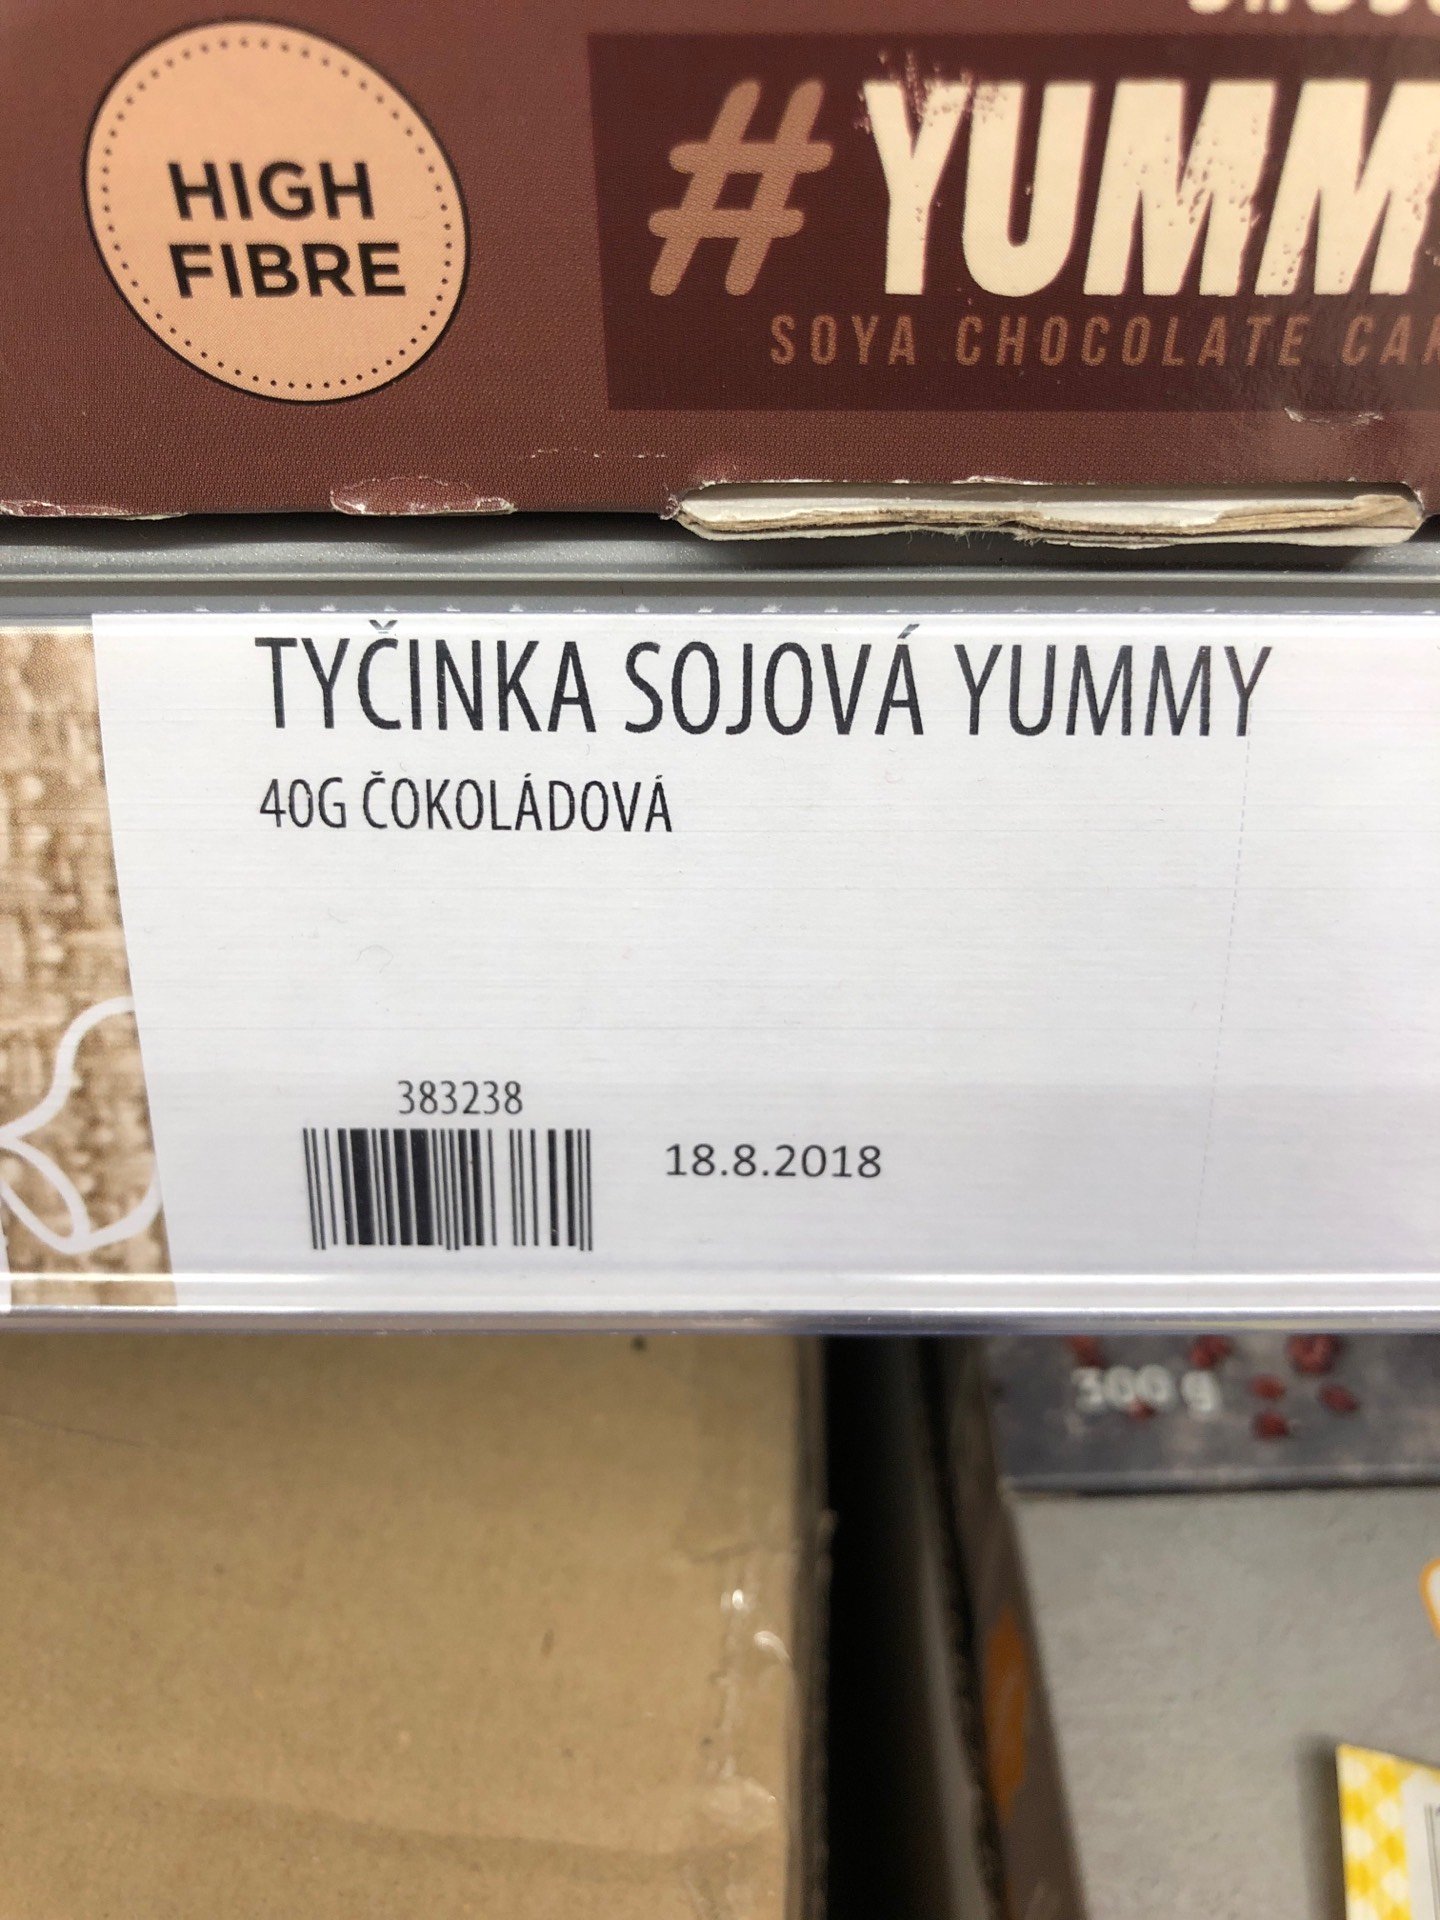 HIGH
FIBRE
#YUMM
SOYA CHOCOLATE
TYČINKA SOJOVÁ YUMMY
40G ČOKOLÁDOVÁ
383238
18.8.2018
300 g